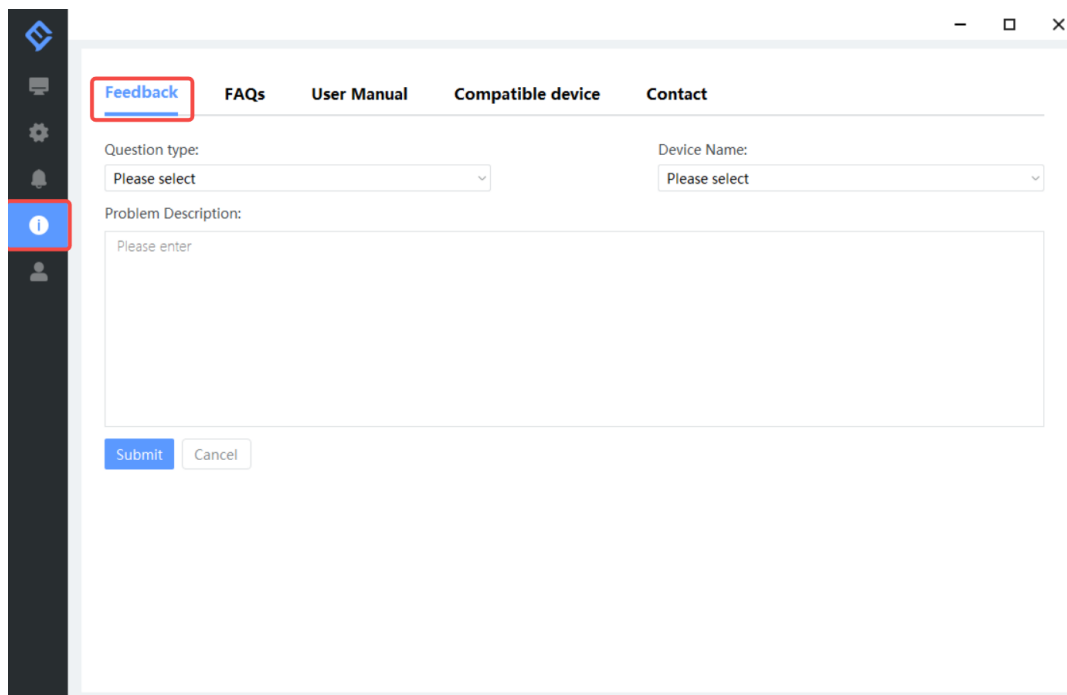 Feedback FAQs User Manual Compatible device Contact
Question type: Device Name:
Please select Please select
Problem Description:
Please enter
Submit Cancel